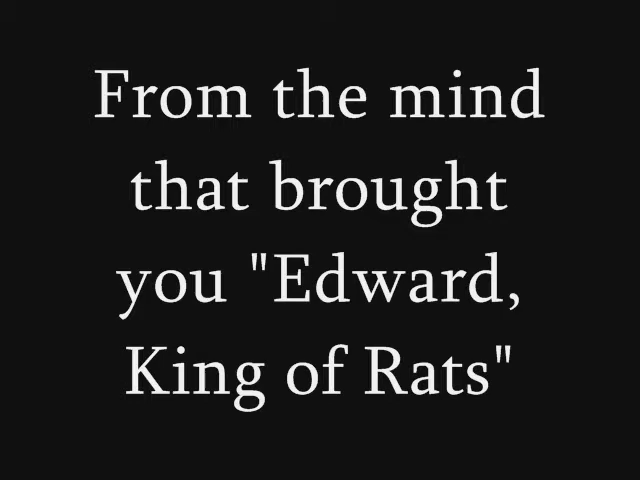 From the mind
that brought
you "Edward,
King of Rats"